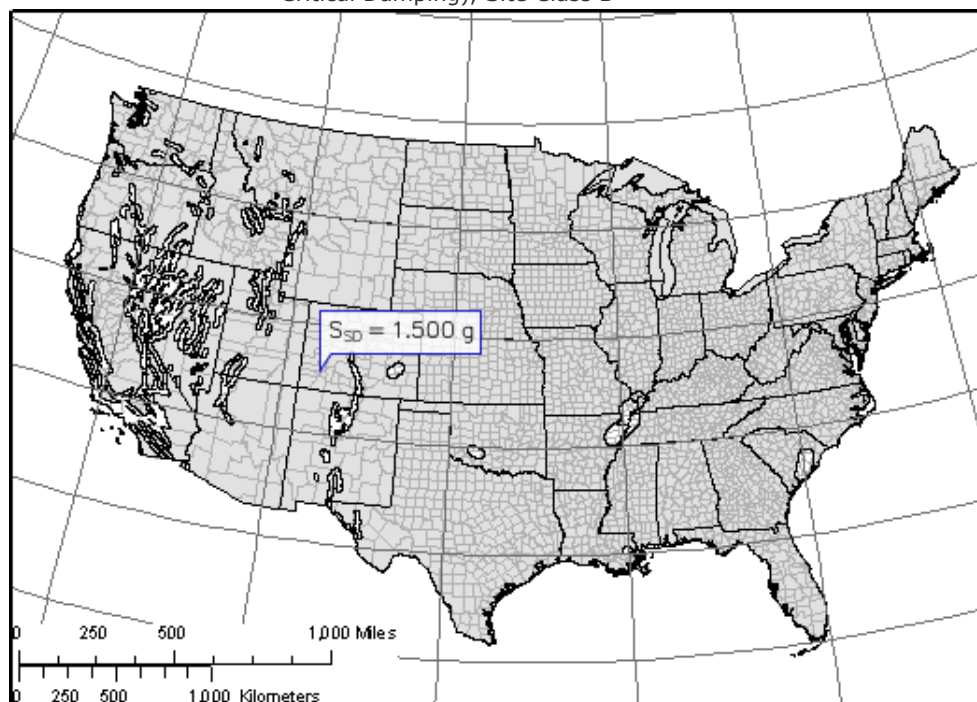 Critical Damping), Site Class B
S_SD = 1.500 g
0 250 500 1,000 Miles
0 250 500 1,000 Kilometers